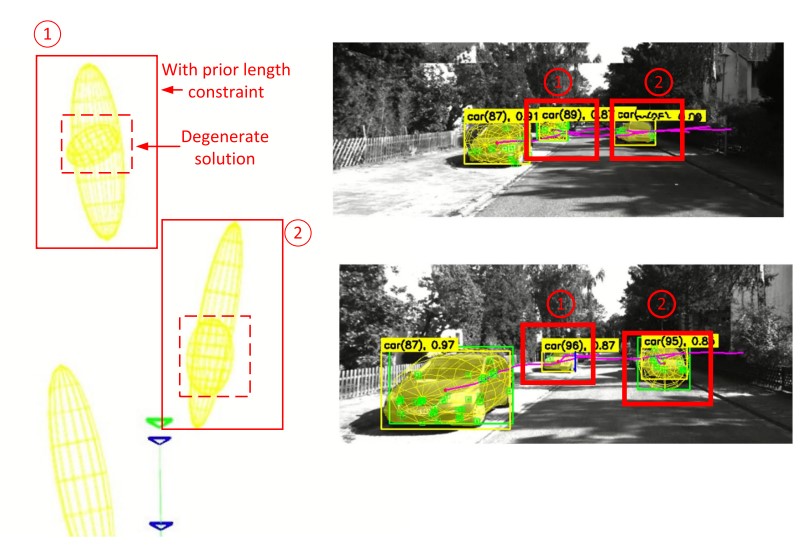 1
With prior length
constraint
Degenerate
solution
2
1
2
car(87), 0.91
car(89), 0.87
1
2
car(87), 0.97
car(96), 0.87
car(95), 0.8